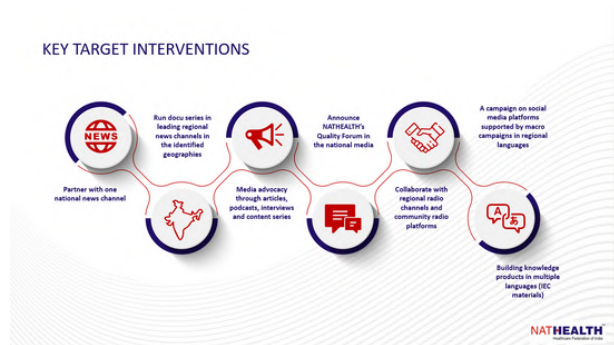 KEY TARGET INTERVENTIONS
NEWS
Partner with one
national news channel
Run docu series in
leading regional
news channels in
the identified
geographies
Media advocacy
through articles,
podcasts, interviews
and content series
Announce
NATHEALTH's
Quality Forum in
the national media
Collaborate with
regional radio
channels and
community radio
platforms
A campaign on social
media platforms
supported by macro
campaigns in regional
languages
A
あ
Building knowledge
products in multiple
languages (IEC
materials)
NATHEALTH
Healthcare Federation of India